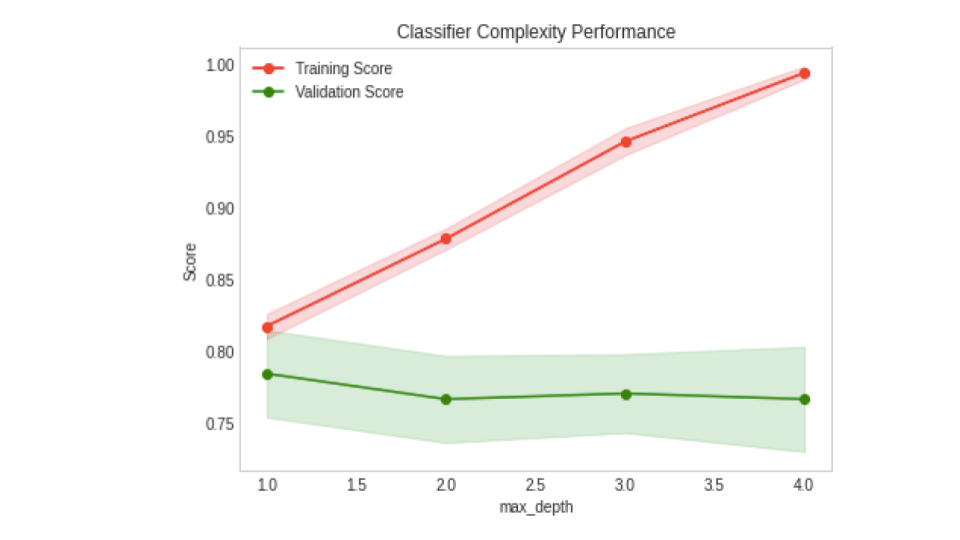 Classifier Complexity Performance
Training Score
Validation Score
1.00
0.95
0.90
0.85
0.80
0.75
Score
1.0 1.5 2.0 2.5 3.0 3.5 4.0
max_depth